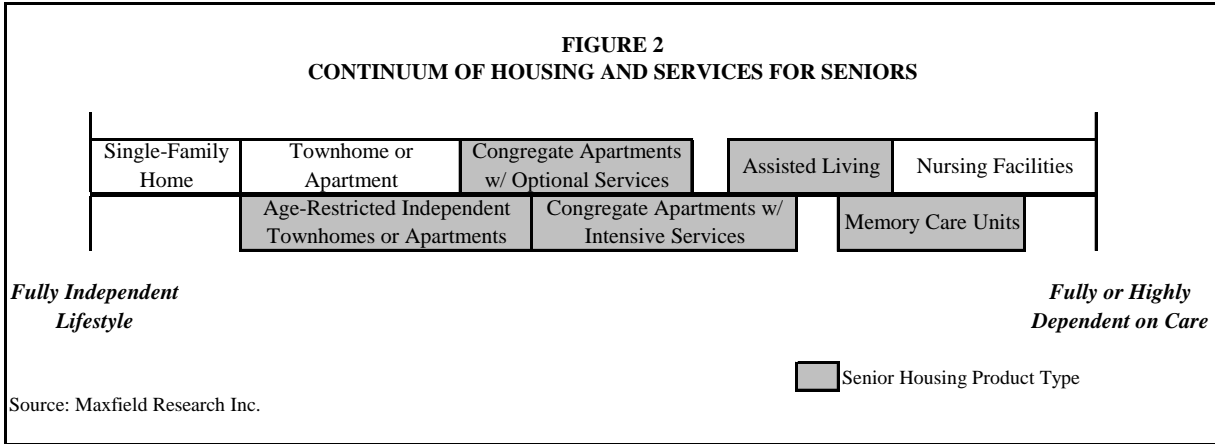 FIGURE 2
CONTINUUM OF HOUSING AND SERVICES FOR SENIORS
Single-Family
Home
Townhome or
Apartment
Congregate Apartments
w/ Optional Services
Assisted Living
Nursing Facilities
Age-Restricted Independent
Townhomes or Apartments
Congregate Apartments w/
Intensive Services
Memory Care Units
Fully Independent
Lifestyle
Fully or Highly
Dependent on Care
Senior Housing Product Type
Source: Maxfield Research Inc.